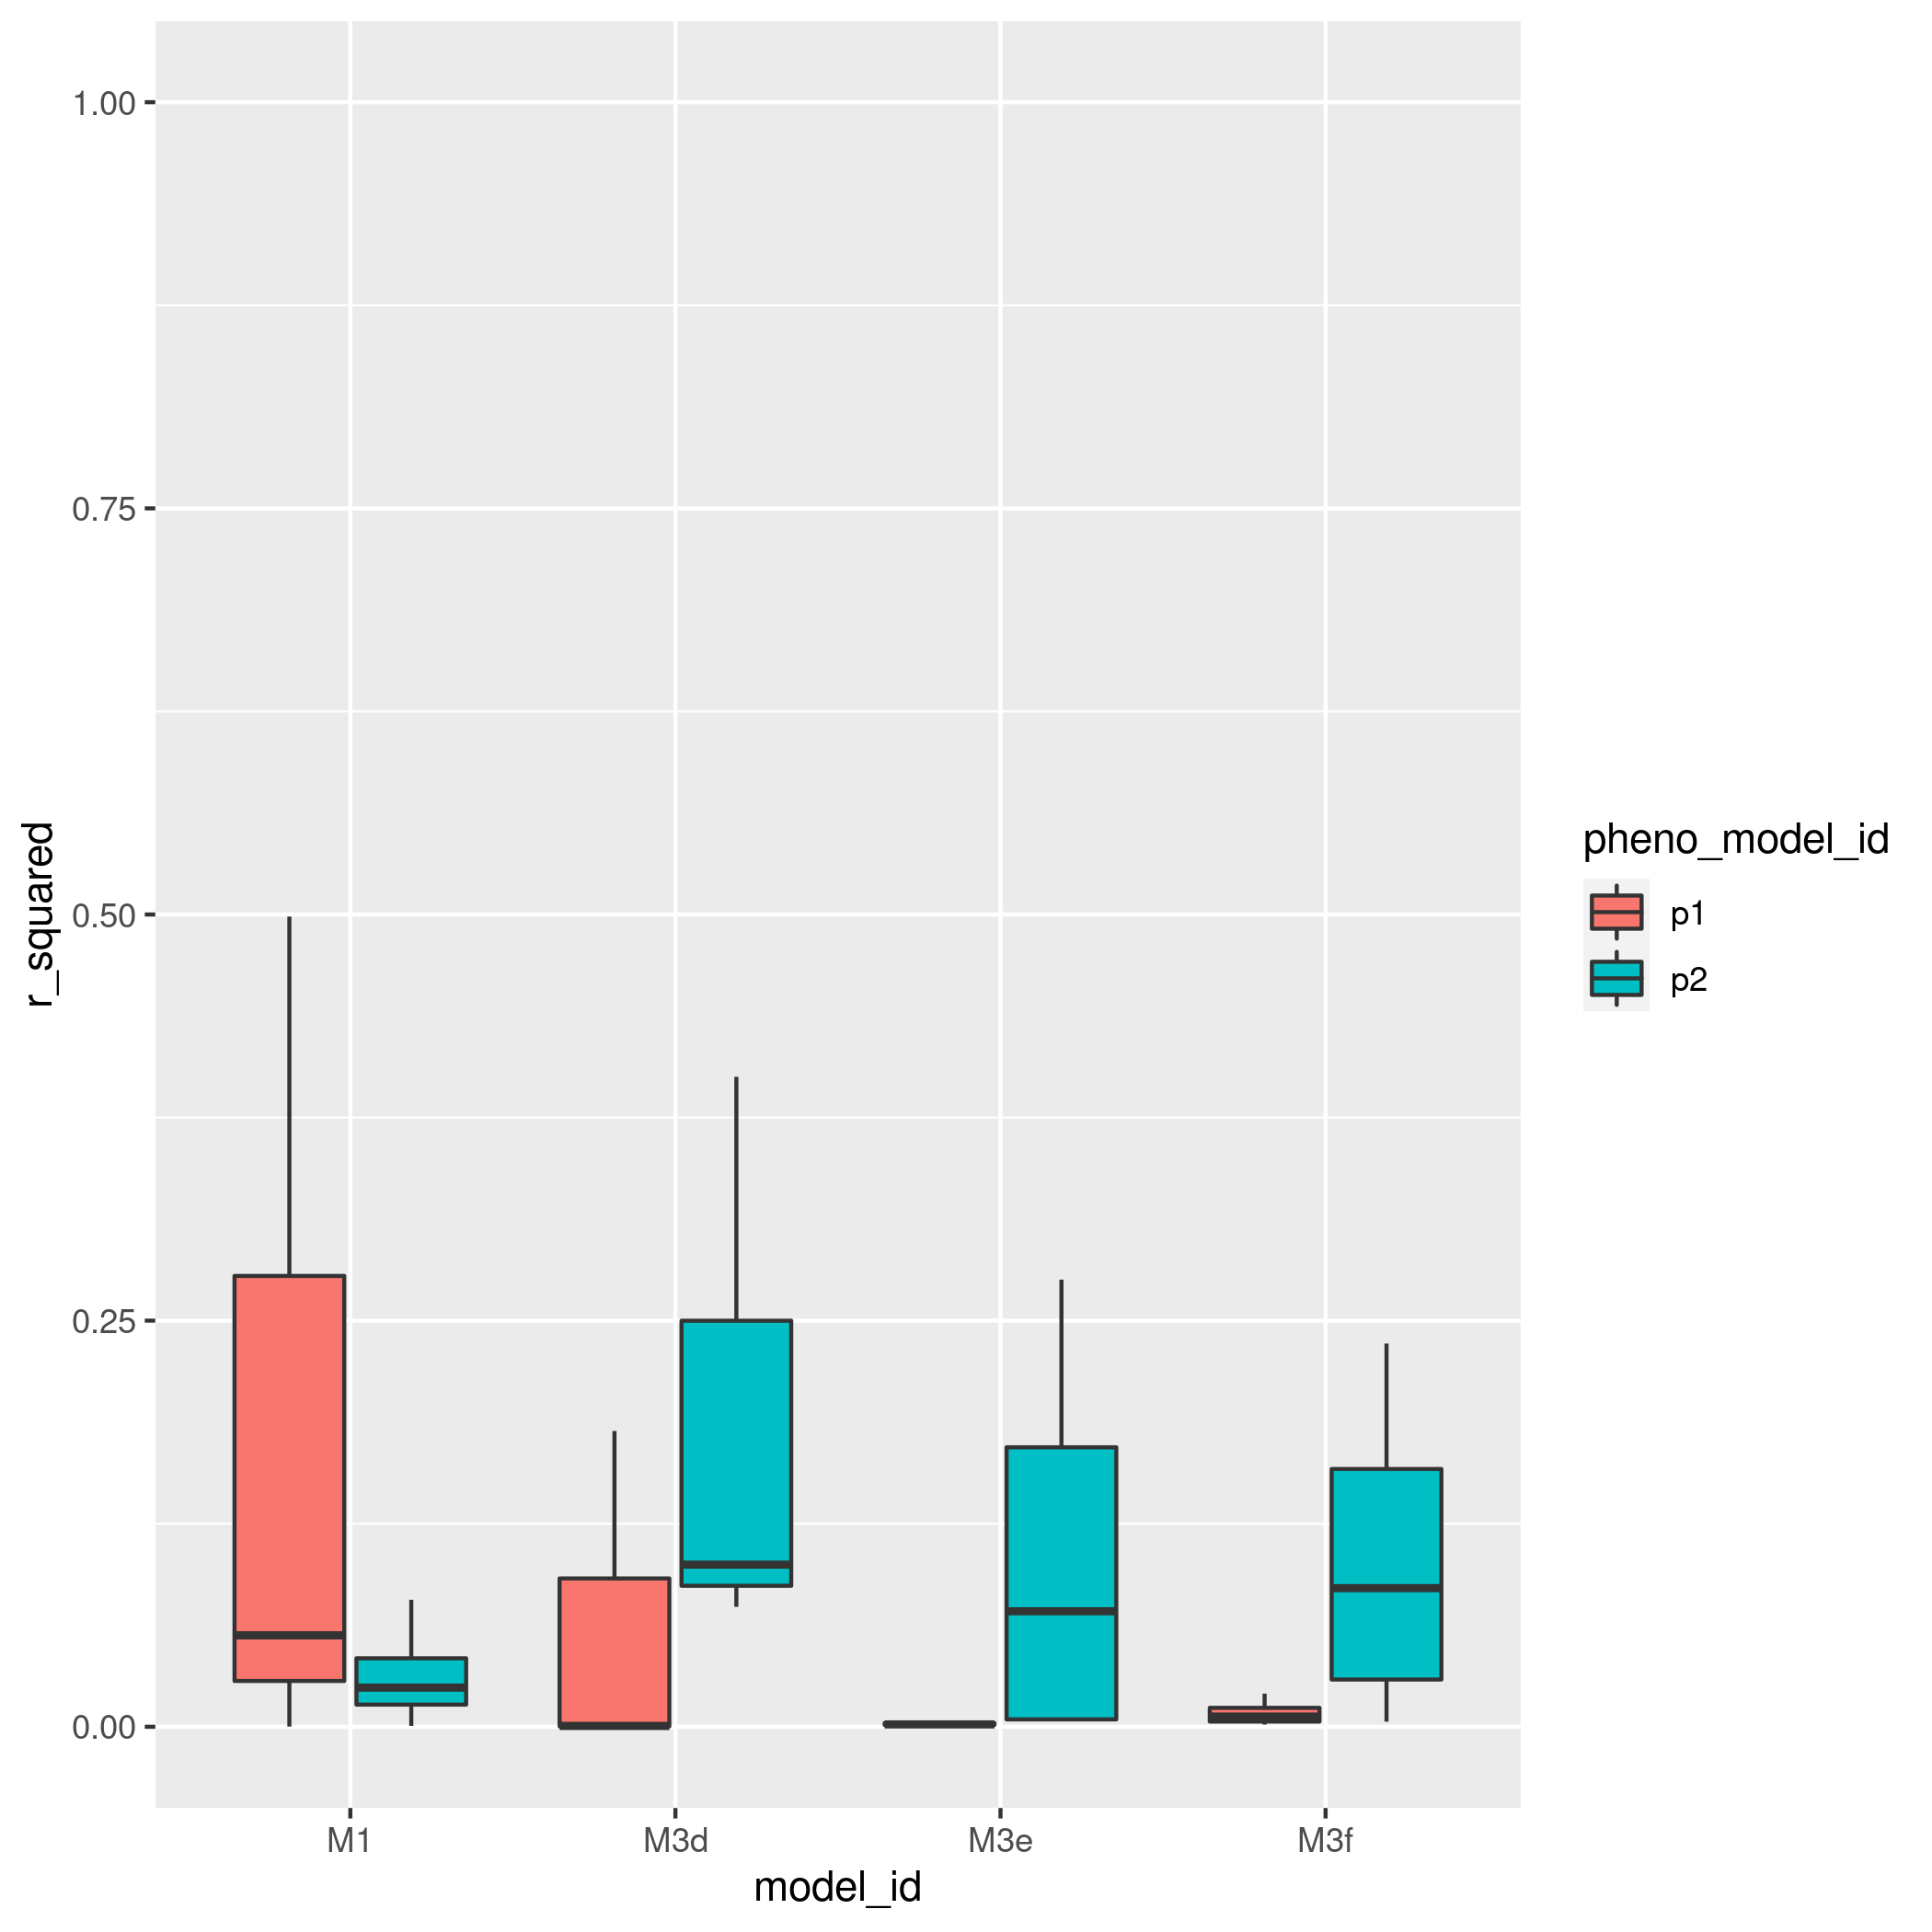 1.00
0.75
0.50
0.25
0.00
r_squared
M1
M3d
M3e
M3f
model_id
pheno_model_id
p1
p2